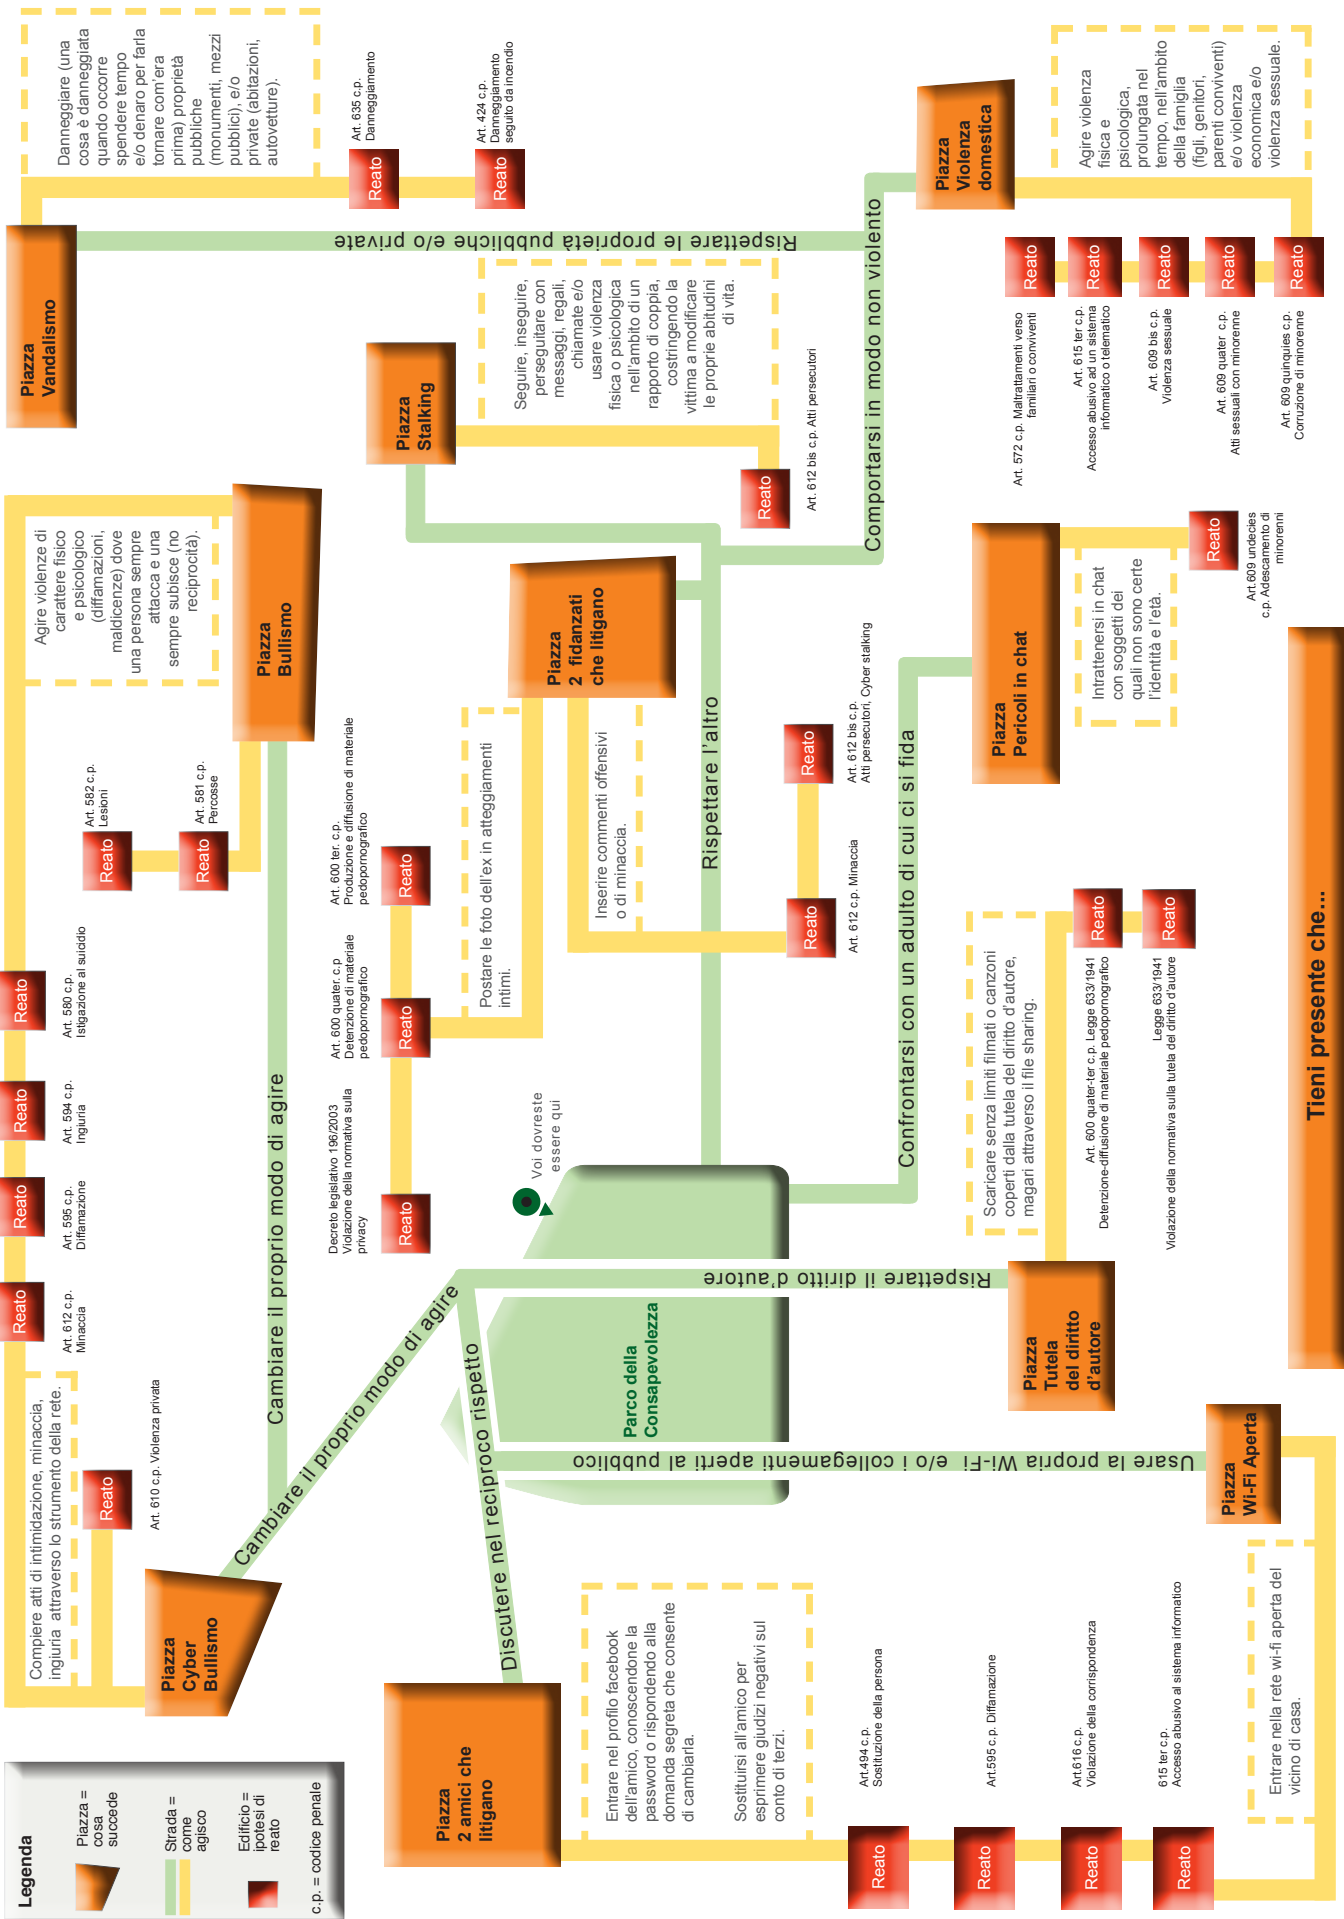 Legenda
Piazza =
cosa
succede
Strada =
come
agisco
Edificio =
ipotesi di
reato
c.p. = codice penale
Piazza
Cyber
Bullismo
Compiere atti di intimidazione, minaccia,
ingiuria attraverso lo strumento della rete.
Reato
Art. 610 c.p. Violenza privata
Reato
Art. 612 c.p.
Minaccia
Reato
Art. 595 c.p.
Diffamazione
Reato
Art. 594 c.p.
Ingiuria
Reato
Art. 580 c.p.
Istigazione al suicidio
Reato
Art. 582 c.p.
Lesioni
Reato
Art. 581 c.p.
Percosse
Agire violenze di
carattere fisico
e psicologico
(diffamazioni,
maldicenze) dove
una persona sempre
attacca e una
sempre subisce (no
reciprocità).
Piazza
Bullismo
Cambiare il proprio modo di agire
Cambiare il proprio modo di agire
Piazza
Vandalismo
Danneggiare (una
cosa è danneggiata
quando occorre
spendere tempo
e/o denaro per farla
tornare com'era
prima) proprietà
pubbliche
(monumenti, mezzi
pubblici), e/o
private (abitazioni,
autovetture).
Reato
Art. 635 c.p.
Danneggiamento
Reato
Art. 424 c.p.
Danneggiamento
seguito da incendio
Rispettare le proprietà pubbliche e/o private
Piazza
Stalking
Seguire, inseguire,
perseguitare con
messaggi, regali,
chiamate e/o
usare violenza
fisica o psicologica
nell'ambito di un
rapporto di coppia,
costringendo la
vittima a modificare
le proprie abitudini
di vita.
Reato
Art. 612 bis c.p. Atti persecutori
Piazza
2 fidanzati
che litigano
Postare le foto dell'ex in atteggiamenti
intimi.
Decreto legislativo 196/2003
Violazione della normativa sulla
privacy
Reato
Art. 600 quater. c.p
Detenzione di materiale
pedopornografico
Reato
Art. 600 ter. c.p.
Produzione e diffusione di materiale
pedopornografico
Reato
Inserire commenti offensivi
o di minaccia.
Reato
Art. 612 c.p. Minaccia
Reato
Art. 612 bis c.p.
Atti persecutori, Cyber stalking
Rispettare l'altro
Voi dovreste
essere qui
Parco della
Consapevolezza
Comportarsi in modo non violento
Piazza
Violenza
domestica
Agire violenza
fisica e
psicologica,
prolungata nel
tempo, nell'ambito
della famiglia
(figli, genitori,
parenti conviventi)
e/o violenza
economica e/o
violenza sessuale.
Reato
Art. 572 c.p. Maltrattamenti verso
familiari o conviventi
Reato
Art. 615 ter c.p.
Accesso abusivo ad un sistema
informatico o telematico
Reato
Art. 609 bis c.p.
Violenza sessuale
Reato
Art. 609 quater  c.p.
Atti sessuali con minorenne
Reato
Art. 609 quinquies c.p.
Corruzione di minorenne
Confrontarsi con un adulto di cui ci si fida
Piazza
Pericoli in chat
Intrattenersi in chat
con soggetti dei
quali non sono certe
l'identità e l'età.
Reato
Art.609 undecies
c.p. Adescamento di
minorenni
Rispettare il diritto d'autore
Piazza
Tutela
del diritto
d'autore
Scaricare senza limiti filmati o canzoni
coperti dalla tutela del diritto d'autore,
magari attraverso il file sharing.
Reato
Art. 600 quater-ter c.p. Legge 633/1941
Detenzione-diffusione di materiale pedopornografico
Reato
Legge 633/1941
Violazione della normativa sulla tutela del diritto d'autore
Discutere nel reciproco rispetto
Piazza
2 amici che
litigano
Entrare nel profilo facebook
dell'amico, conoscendone la
password o rispondendo alla
domanda segreta che consente
di cambiarla.
Sostituirsi all'amico per
esprimere giudizi negativi sul
conto di terzi.
Reato
Art.494 c.p.
Sostituzione della persona
Reato
Art.595 c.p. Diffamazione
Reato
Art.616 c.p.
Violazione della corrispondenza
Reato
615 ter c.p.
Accesso abusivo al sistema informatico
Usare la propria Wi-Fi  e/o i collegamenti aperti al pubblico
Piazza
Wi-Fi Aperta
Entrare nella rete wi-fi aperta del
vicino di casa.
Tieni presente che...